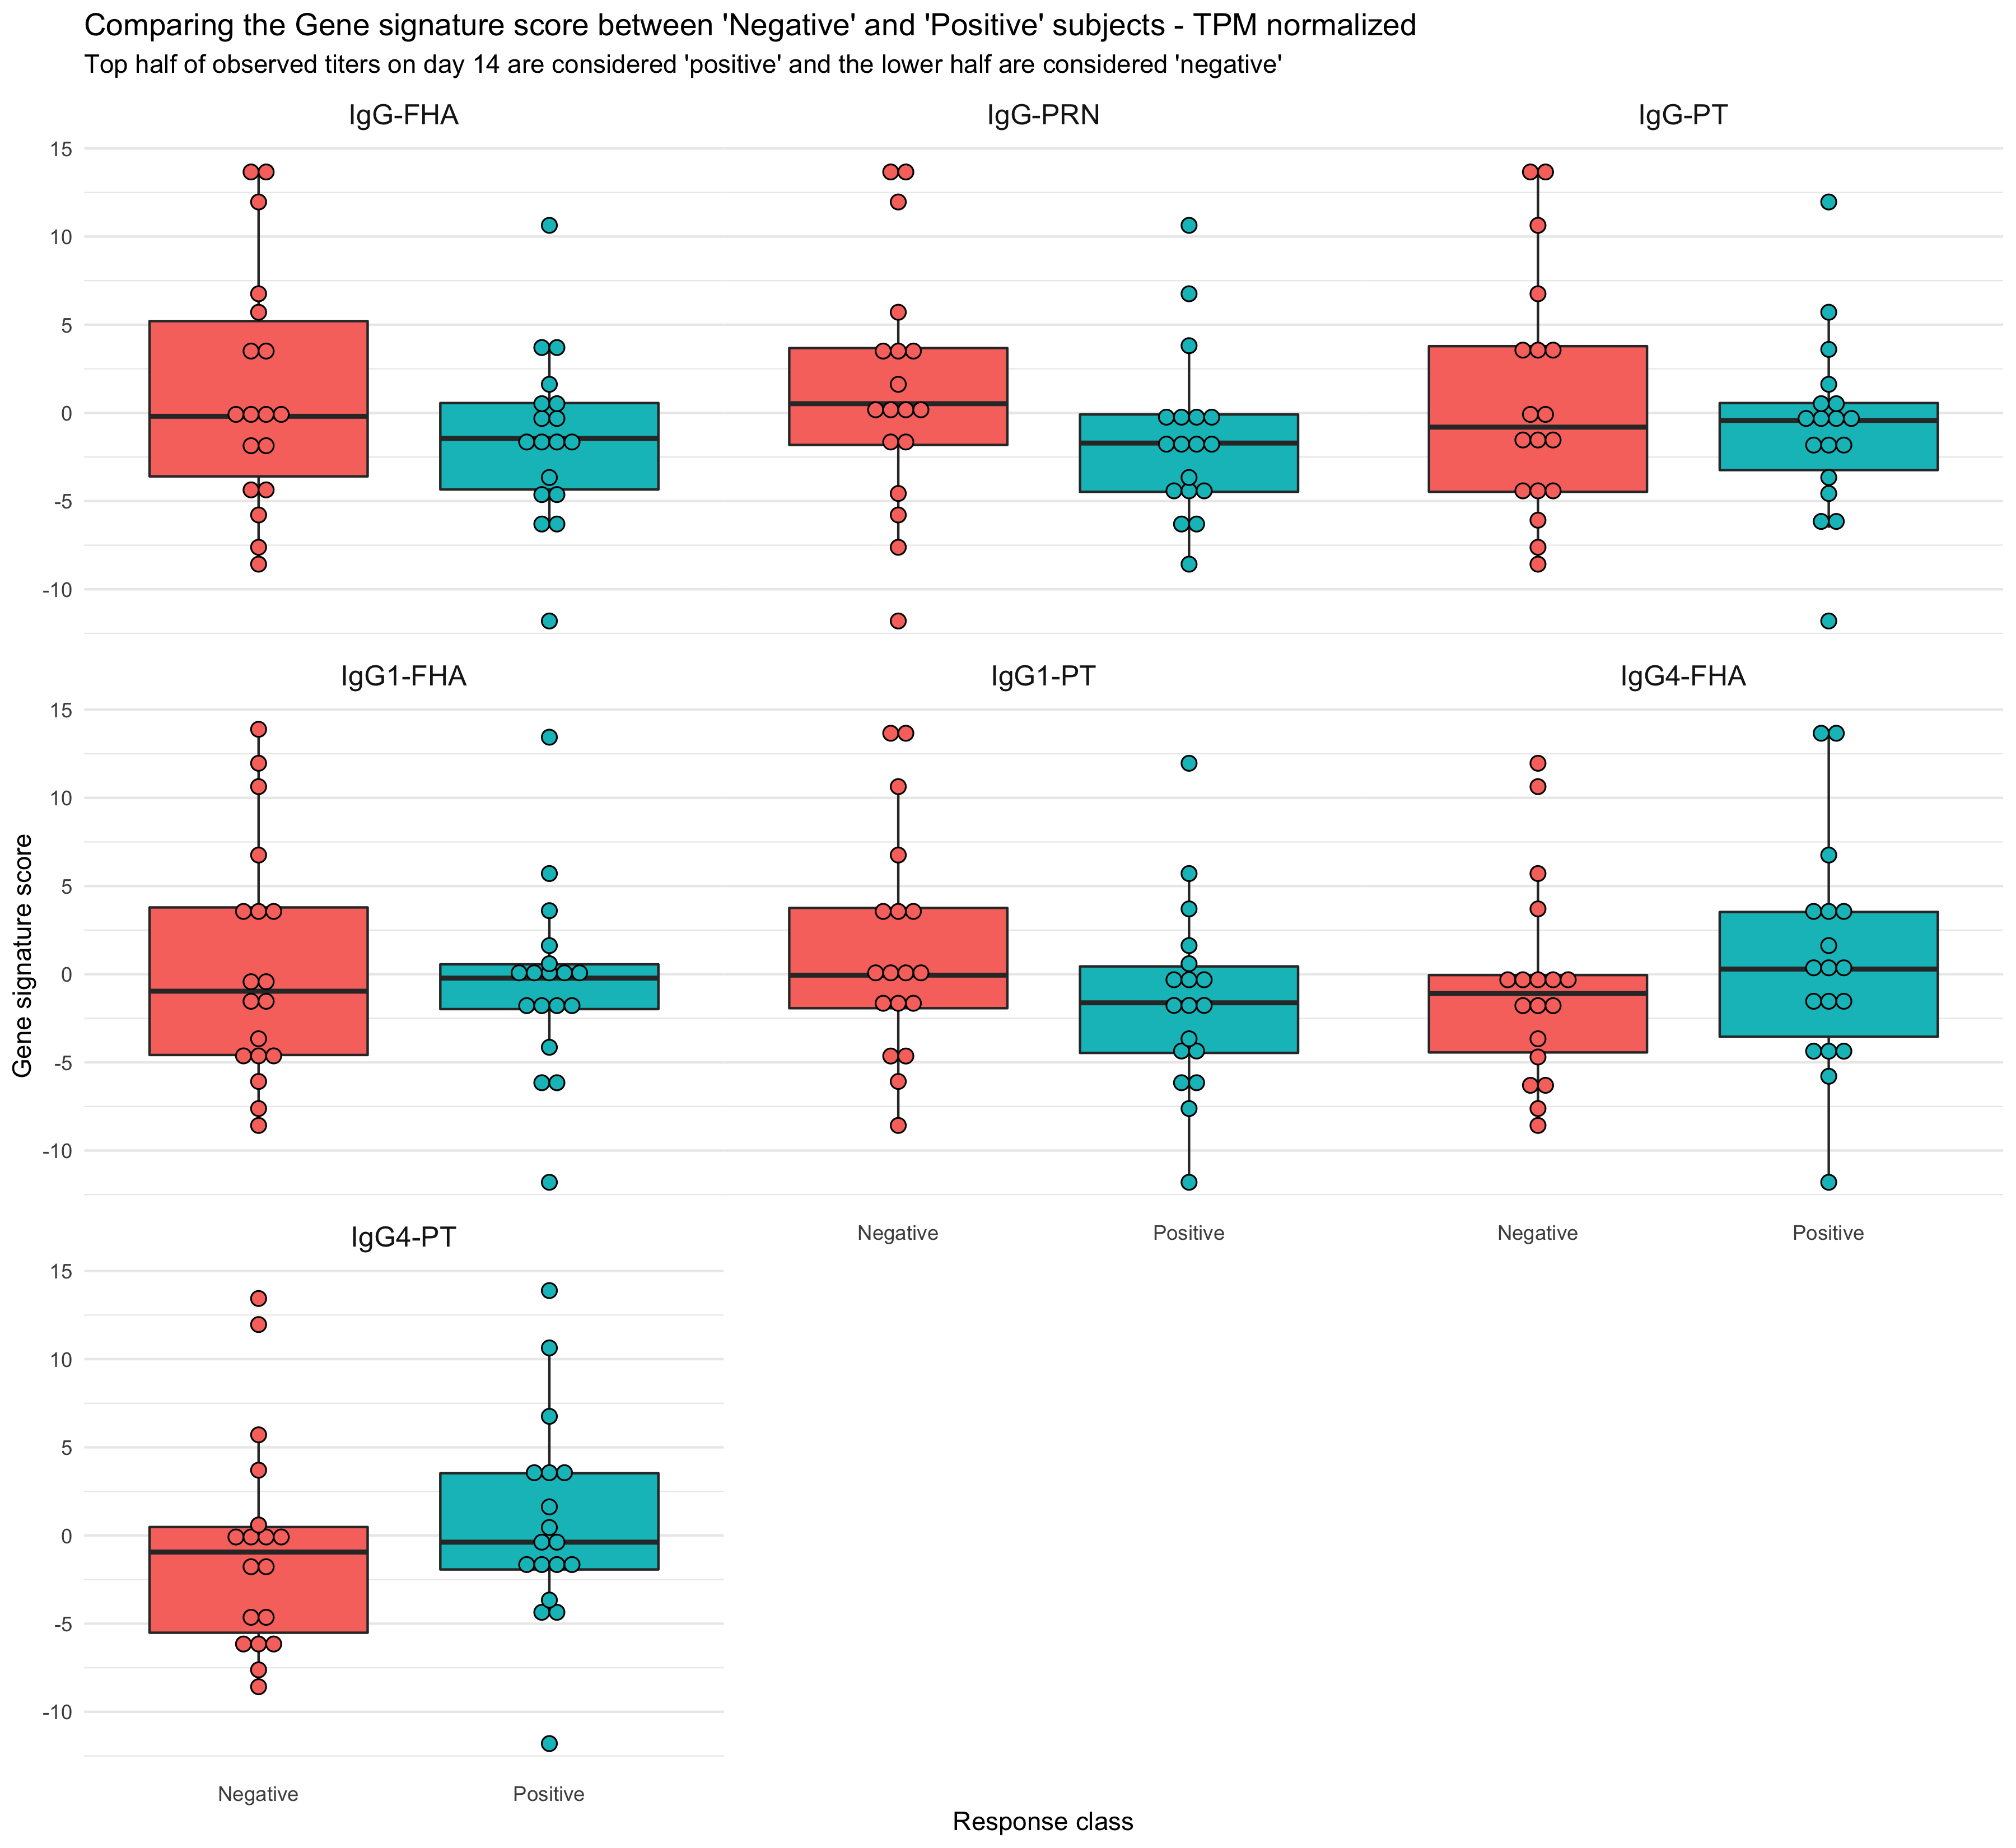 Comparing the Gene signature score between 'Negative' and 'Positive' subjects - TPM normalized
Top half of observed titers on day 14 are considered 'positive' and the lower half are considered 'negative'
IgG-FHA
IgG-PRN
IgG-PT
15
10
5
0
-5
-10
IgG1-FHA
IgG1-PT
IgG4-FHA
15
10
5
0
-5
-10
Gene signature score
Negative
Positive
Negative
Positive
IgG4-PT
15
10
5
0
-5
-10
Negative
Positive
Response class